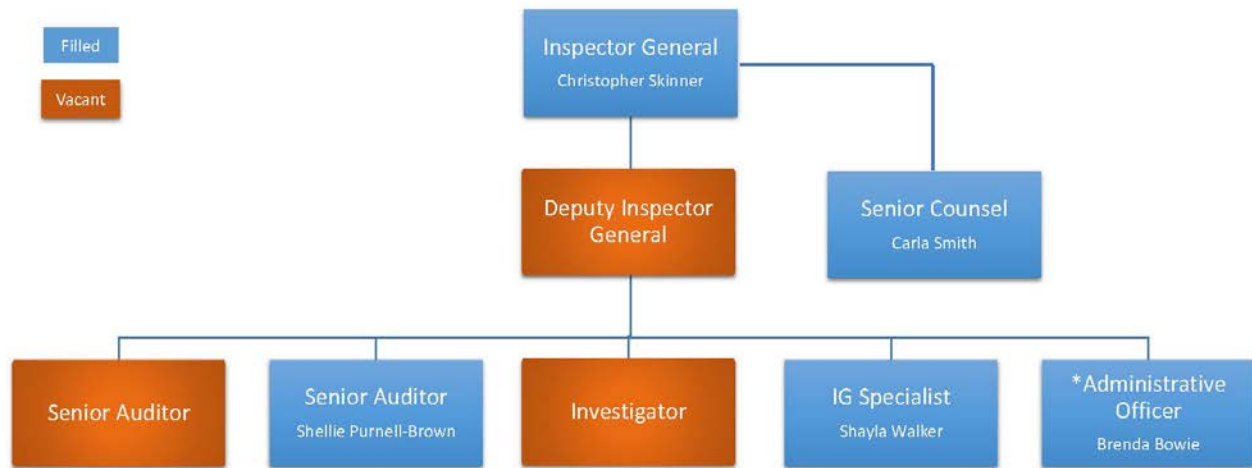 Filled
Vacant
Inspector General
Christopher Skinner
Deputy Inspector
General
Senior Counsel
Carla Smith
Senior Auditor
Senior Auditor
Shellie Purnell-Brown
Investigator
IG Specialist
Shayla Walker
*Administrative
Officer
Brenda Bowie